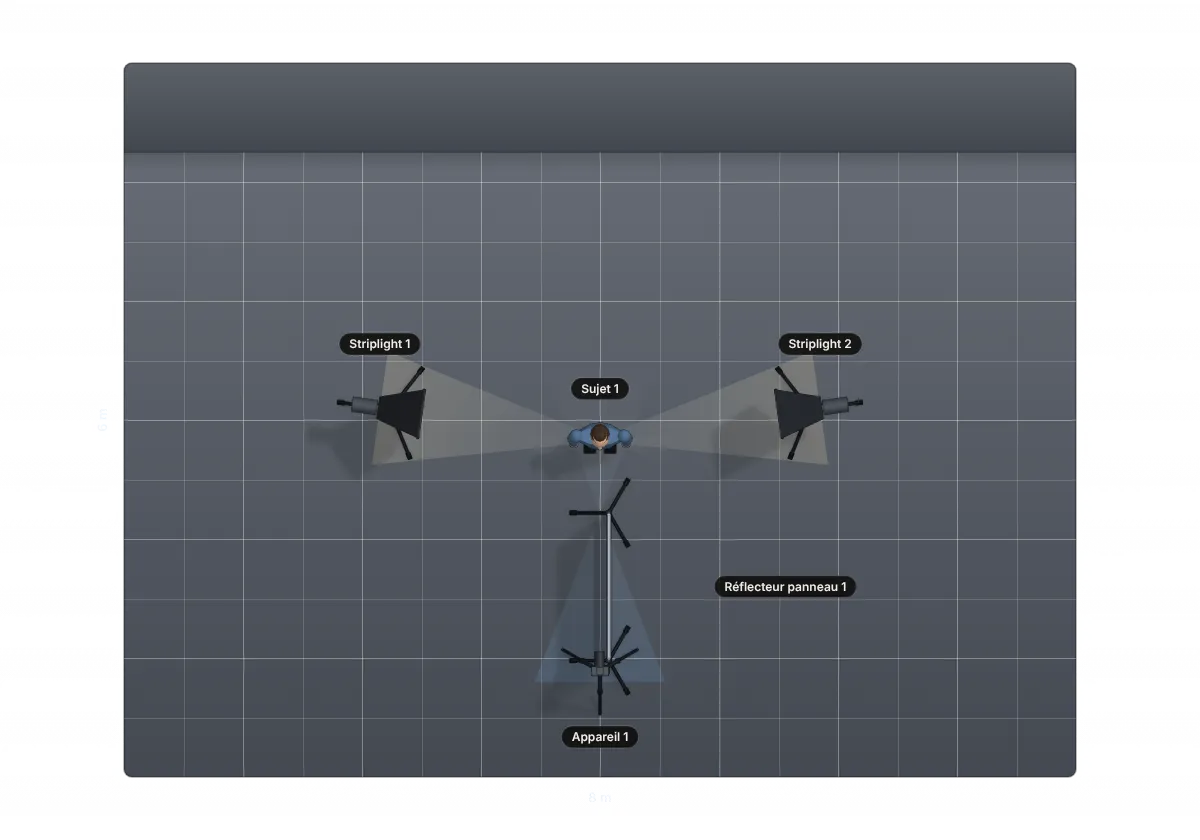 Striplight 1
Striplight 2
Sujet 1
Réflecteur panneau 1
Appareil 1